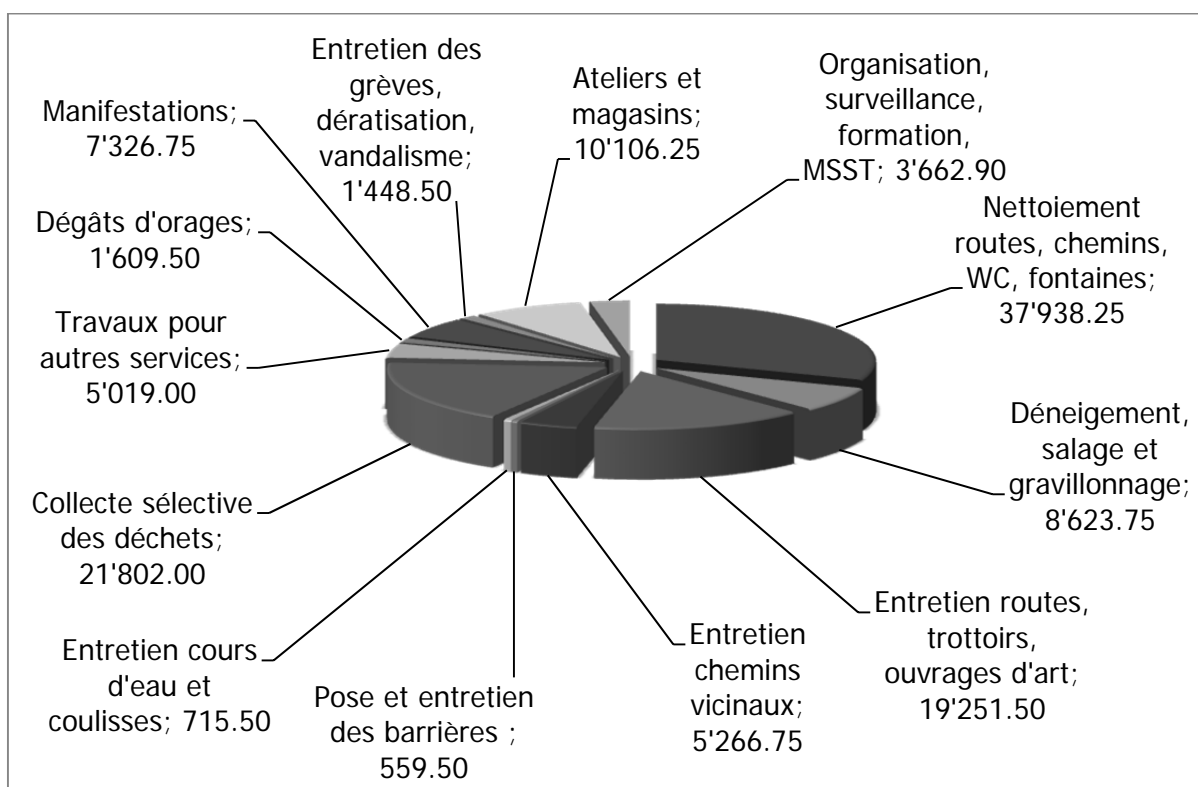 Entretien des
grèves,
dératisation,
vandalisme;
1'448.50
Ateliers et
magasins;
10'106.25
Organisation,
surveillance,
formation,
MSST; 3'662.90
Nettoiement
routes, chemins,
WC, fontaines;
37'938.25
Déneigement,
salage et
gravillonnage;
8'623.75
Entretien routes,
trottoirs,
ouvrages d'art;
19'251.50
Entretien
chemins
vicinaux;
5'266.75
Pose et entretien
des barrières ;
559.50
Entretien cours
d'eau et
coulisses; 715.50
Collecte sélective
des déchets;
21'802.00
Travaux pour
autres services;
5'019.00
Dégâts d'orages;
1'609.50
Manifestations;
7'326.75